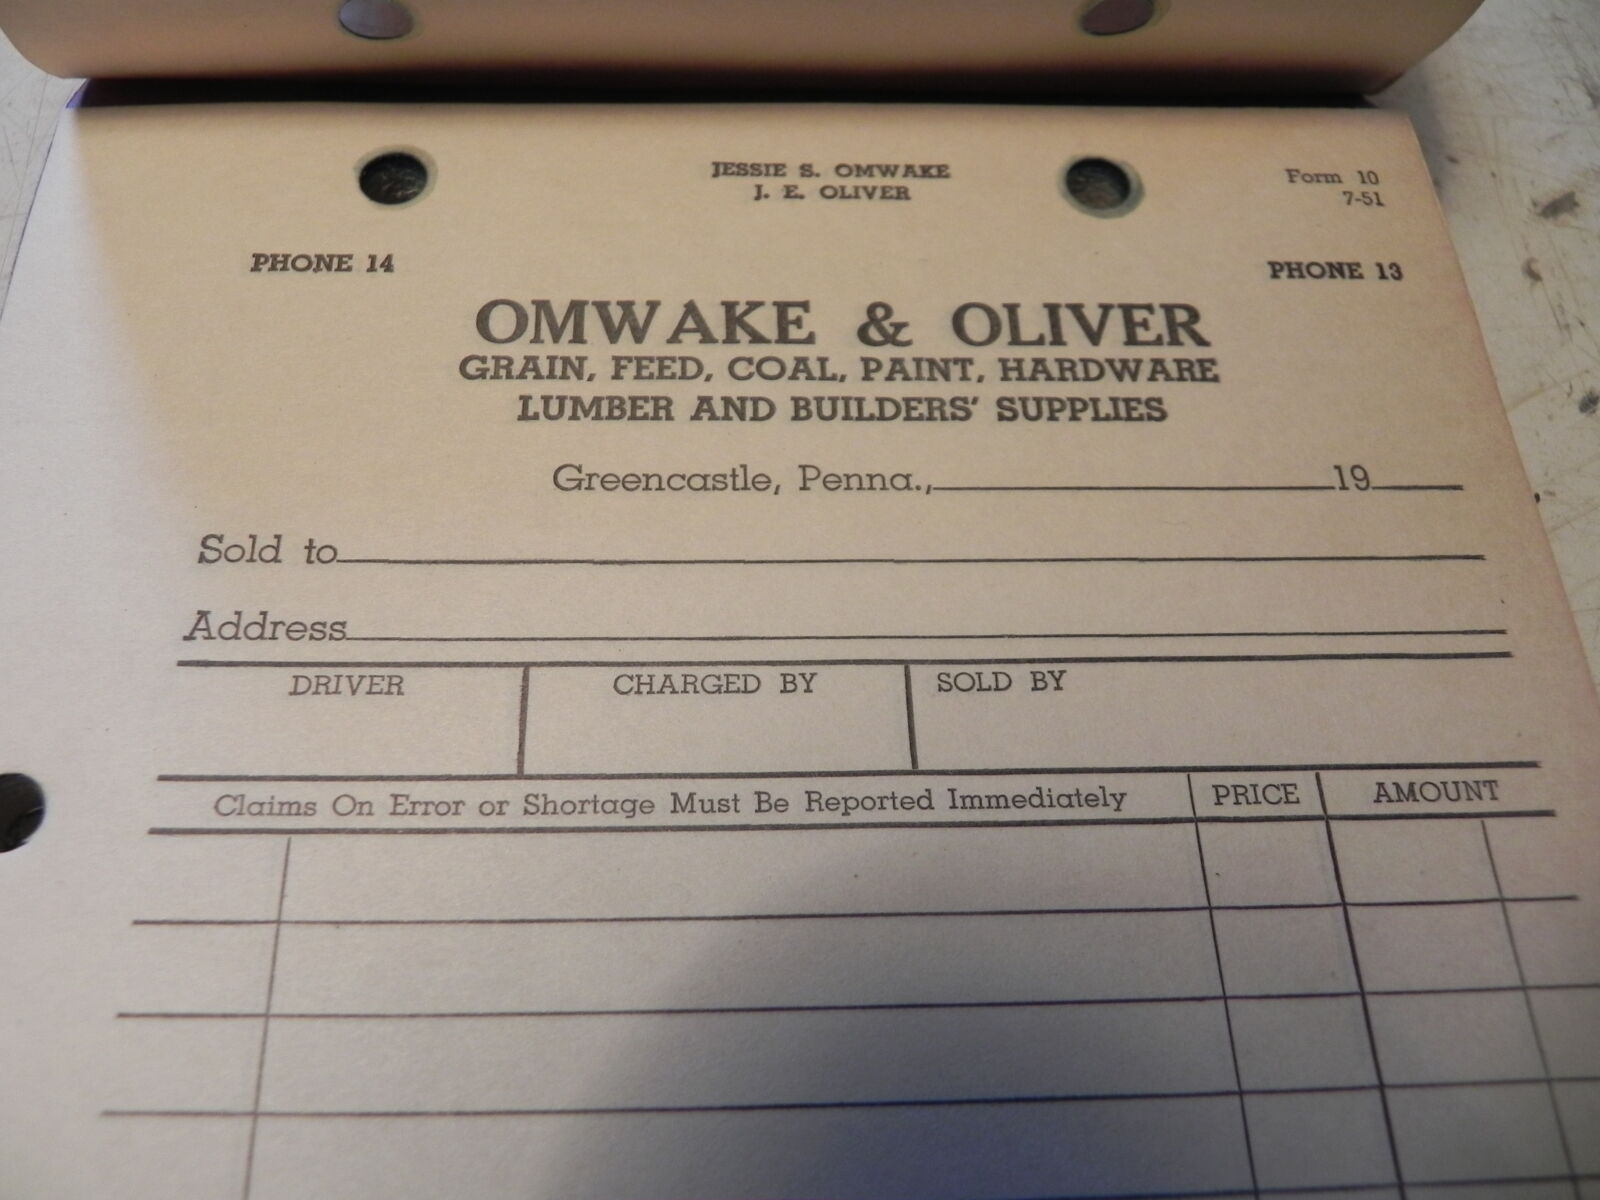 JESSIE S. OMWAKE
J. E. OLIVER
Form 10
7-51
PHONE 14
PHONE 13
OMWAKE & OLIVER
GRAIN, FEED, COAL, PAINT, HARDWARE
LUMBER AND BUILDERS' SUPPLIES
Greencastle, Penna., 19
Sold to
Address
DRIVER CHARGED BY SOLD BY
Claims On Error or Shortage Must Be Reported Immediately PRICE AMOUNT